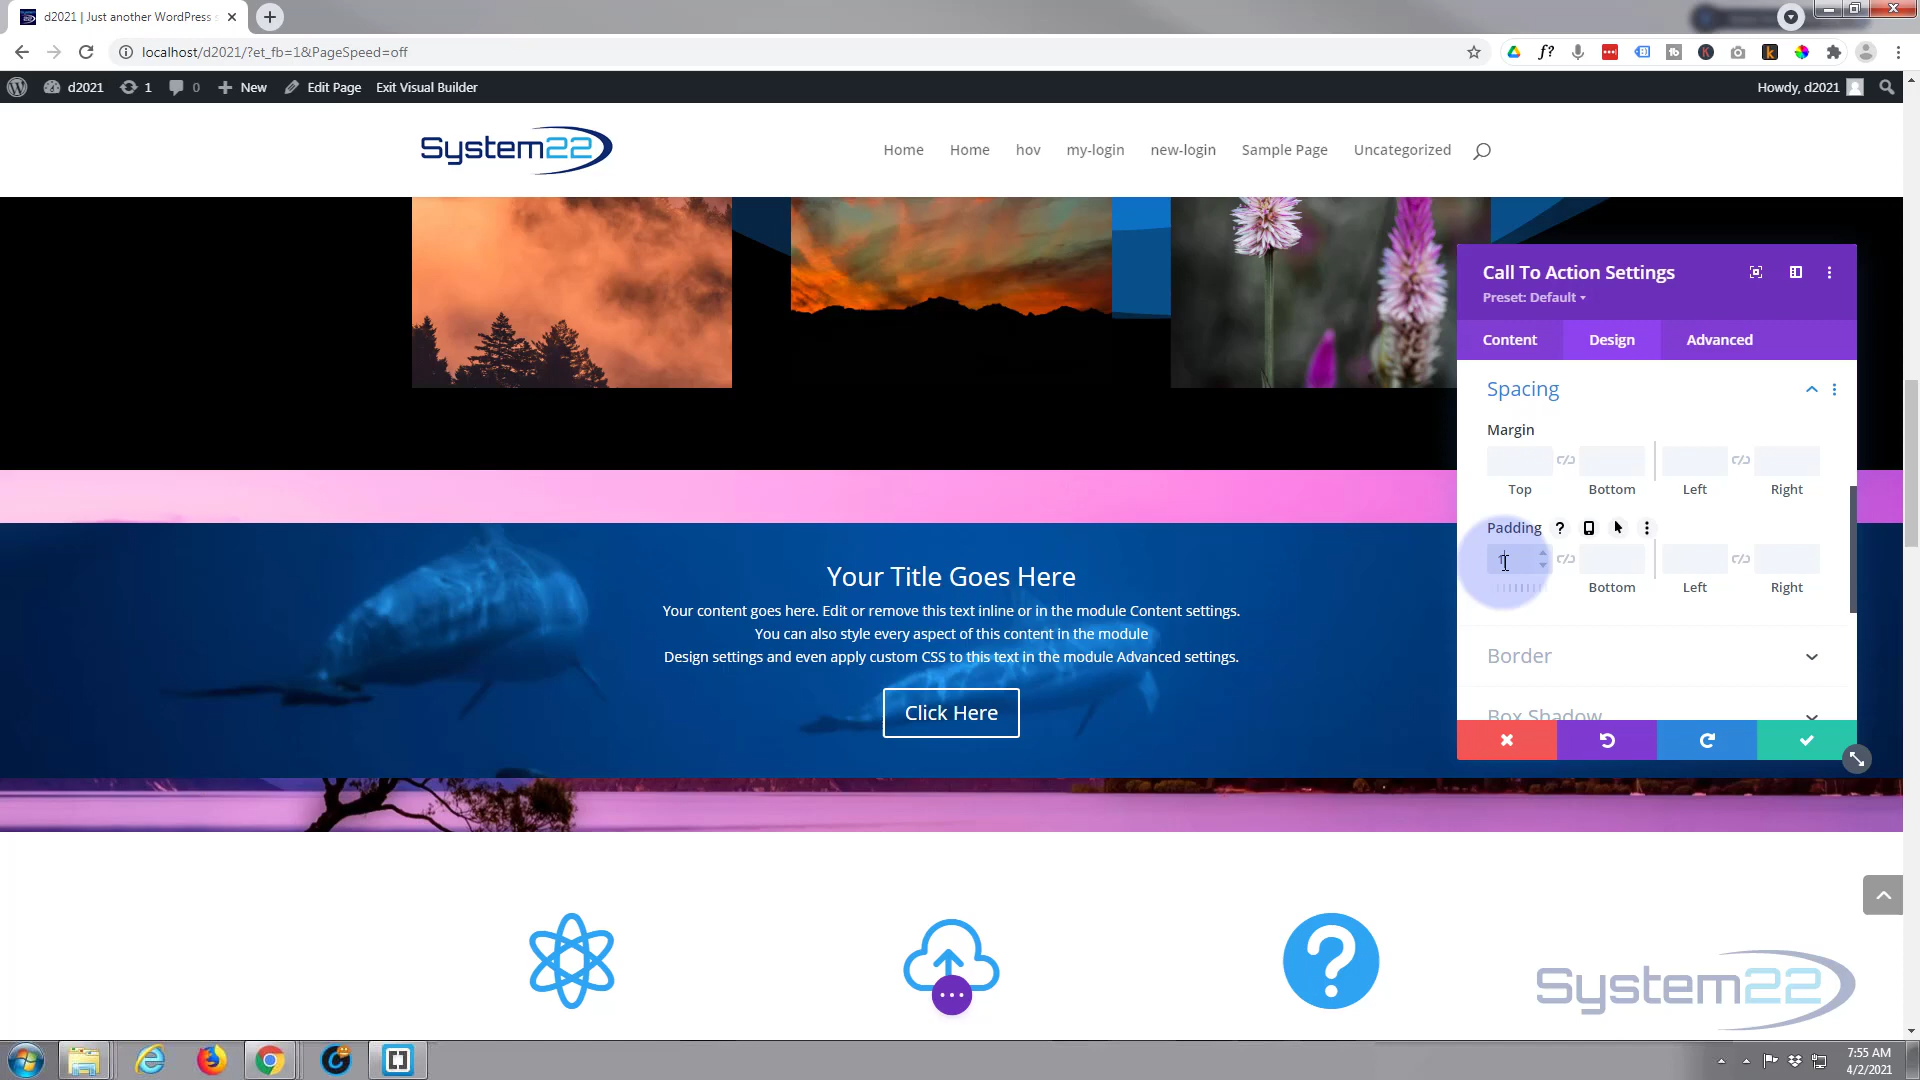 d2021 | Just another WordPress s
localhost/d2021/?et_fb=1&PageSpeed=off
d2021 1 0 New Edit Page Exit Visual Builder Howdy, d2021
System22
Home Home hov my-login new-login Sample Page Uncategorized
Call To Action Settings
Preset: Default
Content Design Advanced
Spacing
Margin
Top Bottom Left Right
Padding
Bottom Left Right
Border
Box Shadow
Your Title Goes Here
Your content goes here. Edit or remove this text inline or in the module Content settings.
You can also style every aspect of this content in the module
Design settings and even apply custom CSS to this text in the module Advanced settings.
Click Here
System22
7:55 AM
4/2/2021